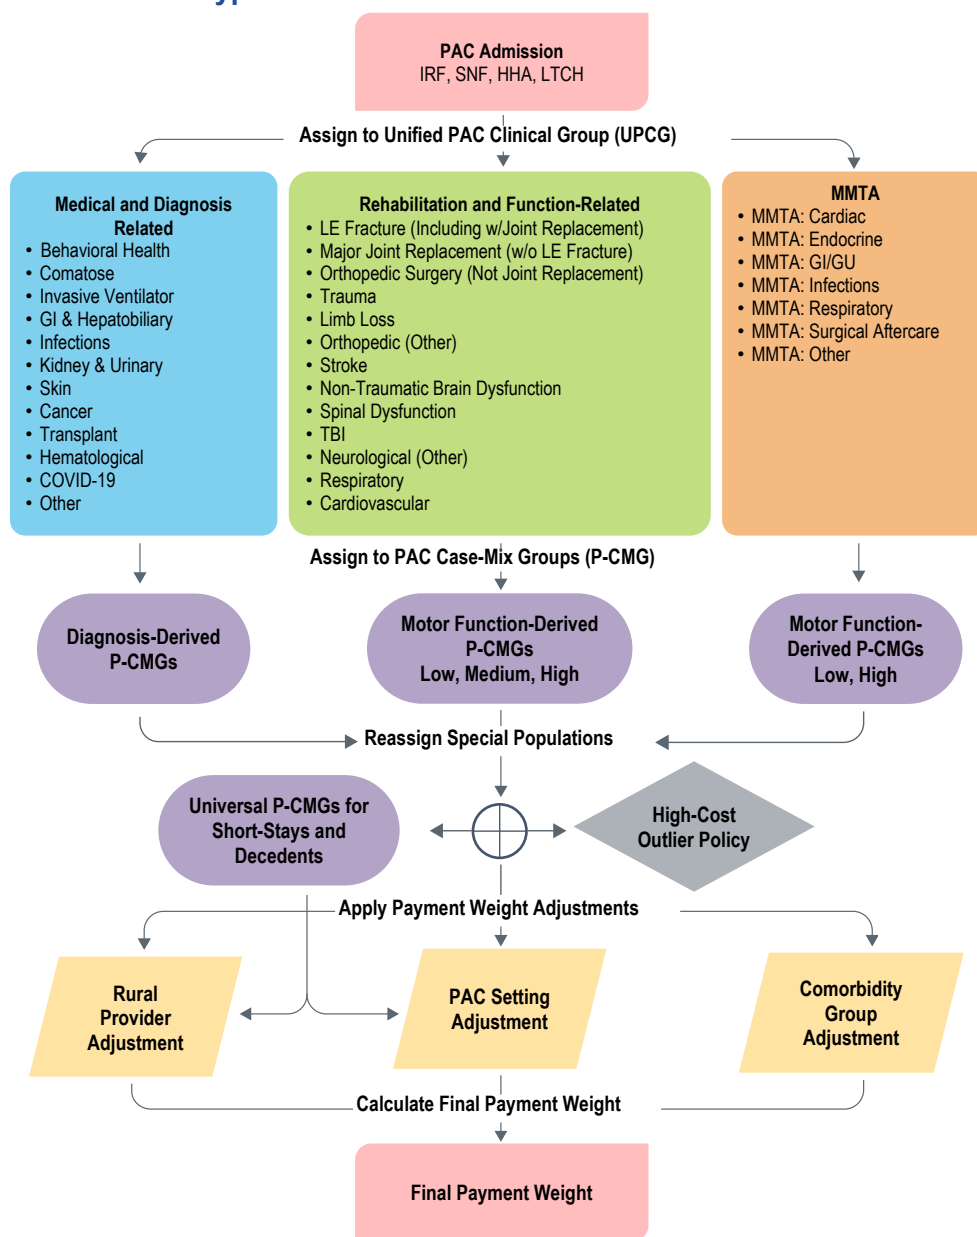 PAC Admission
IRF, SNF, HHA, LTCH
Assign to Unified PAC Clinical Group (UPCG)
Medical and Diagnosis
Related
• Behavioral Health
• Comatose
• Invasive Ventilator
• GI & Hepatobiliary
• Infections
• Kidney & Urinary
• Skin
• Cancer
• Transplant
• Hematological
• COVID-19
• Other
Rehabilitation and Function-Related
• LE Fracture (Including w/Joint Replacement)
• Major Joint Replacement (w/o LE Fracture)
• Orthopedic Surgery (Not Joint Replacement)
• Trauma
• Limb Loss
• Orthopedic (Other)
• Stroke
• Non-Traumatic Brain Dysfunction
• Spinal Dysfunction
• TBI
• Neurological (Other)
• Respiratory
• Cardiovascular
MMTA
• MMTA: Cardiac
• MMTA: Endocrine
• MMTA: GI/GU
• MMTA: Infections
• MMTA: Respiratory
• MMTA: Surgical Aftercare
• MMTA: Other
Assign to PAC Case-Mix Groups (P-CMG)
Diagnosis-Derived
P-CMGs
Motor Function-Derived
P-CMGs
Low, Medium, High
Motor Function-
Derived P-CMGs
Low, High
Reassign Special Populations
Universal P-CMGs for
Short-Stays and
Decedents
High-Cost
Outlier Policy
Apply Payment Weight Adjustments
Rural
Provider
Adjustment
PAC Setting
Adjustment
Comorbidity
Group
Adjustment
Calculate Final Payment Weight
Final Payment Weight